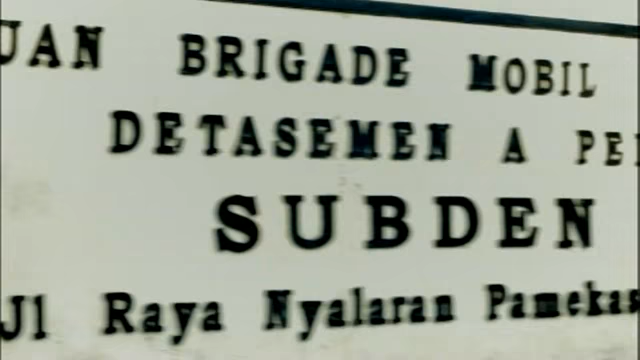 UAN BRIGADE MOBIL
DETASEMEN A PE
SUBDEN
Jl Raya Nyalaran Pamekas